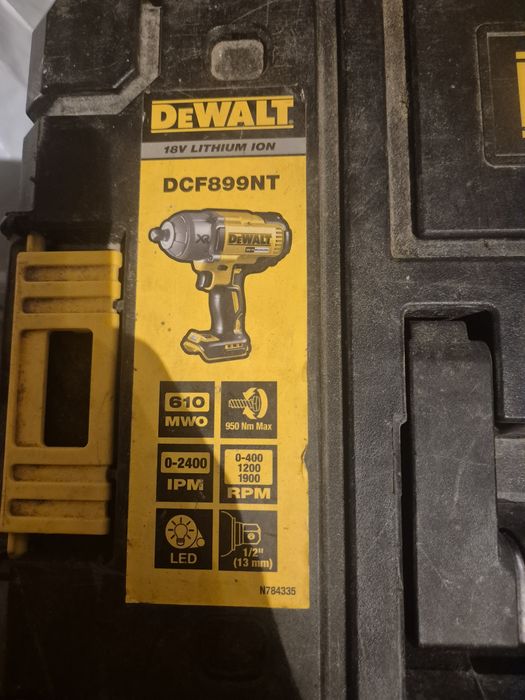 DEWALT
18V LITHIUM ION
DCF899NT
XR
DEWALT
610
MWO
950 Nm Max
0-2400
IPM
0-400
1200
1900
RPM
LED
1/2"
(13 mm)
N784335